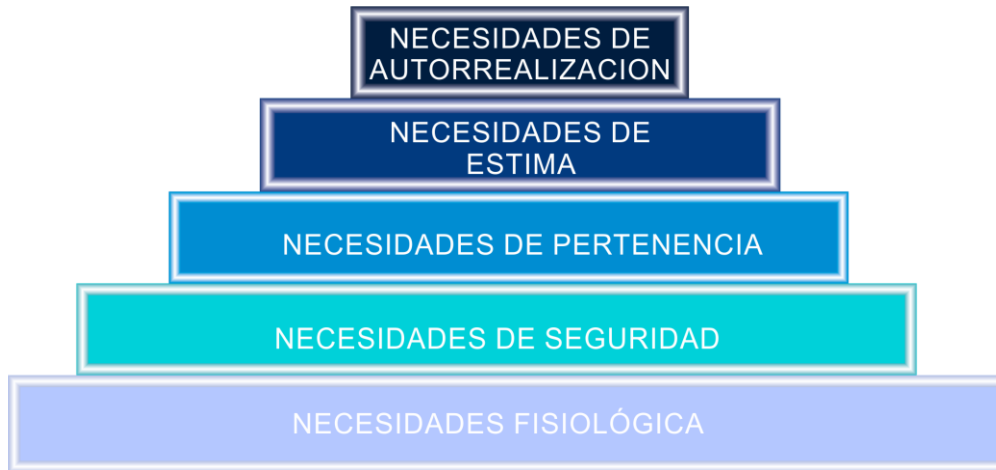 NECESIDADES DE
AUTORREALIZACION
NECESIDADES DE
ESTIMA
NECESIDADES DE PERTENENCIA
NECESIDADES DE SEGURIDAD
NECESIDADES FISIOLÓGICA